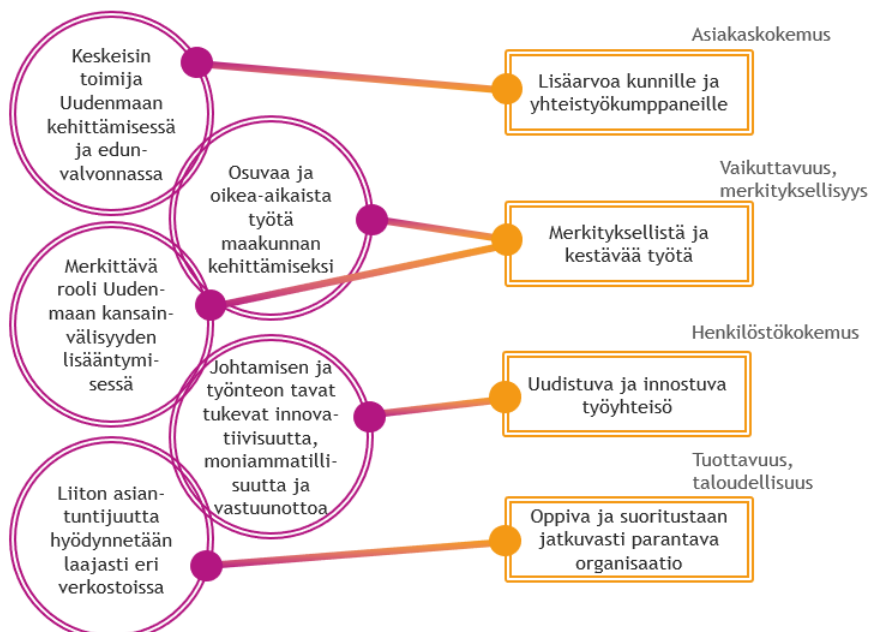 Keskeisin
toimija
Uudenmaan
kehittämisessä
ja edun-
valvonnassa
Osuvaa ja
oikea-aikaista
työtä
maakunnan
kehittämiseksi
Merkittävä
rooli Uuden-
maan kansain-
välisyyden
lisääntymi-
sessä
Johtamisen ja
työnteon tavat
tukevat innova-
tiivisuutta,
moniammatilli-
suutta ja
vastuunottoa
Liiton asian-
tuntijuutta
hyödynnetään
laajasti eri
verkostoissa
Asiakaskokemus
Lisäarvoa kunnille ja
yhteistyökumppaneille
Vaikuttavuus,
merkityksellisyys
Merkityksellistä ja
kestävää työtä
Henkilöstökokemus
Uudistuva ja innostuva
työyhteisö
Tuottavuus,
taloudellisuus
Oppiva ja suoritustaan
jatkuvasti parantava
organisaatio